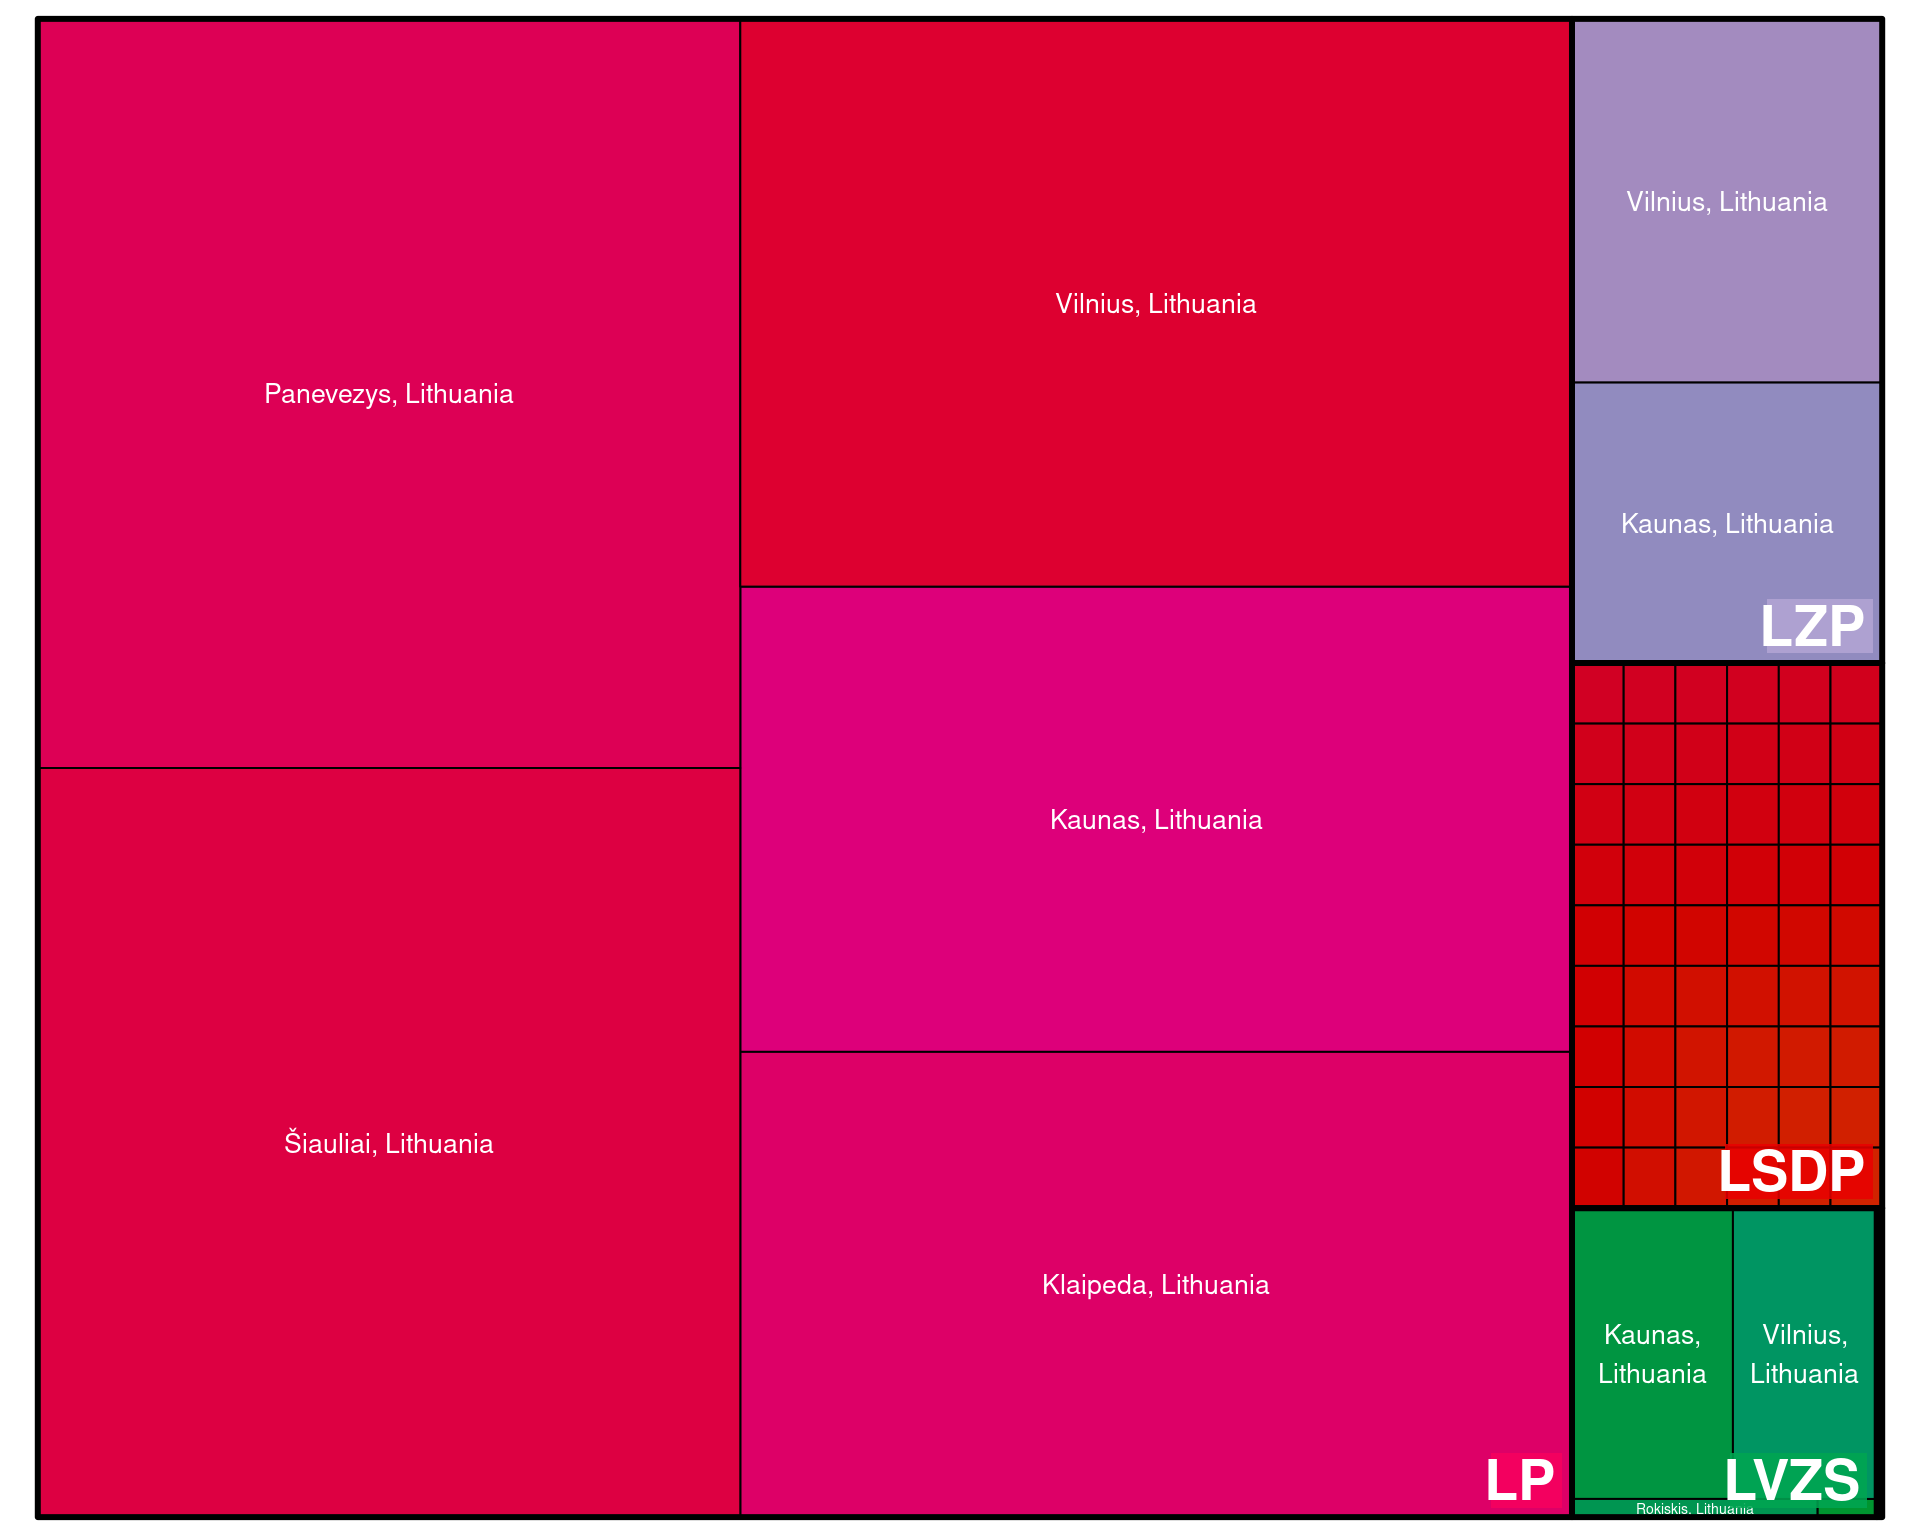 Panevezys, Lithuania
Šiauliai, Lithuania
Vilnius, Lithuania
Kaunas, Lithuania
Klaipeda, Lithuania
LP
Vilnius, Lithuania
Kaunas, Lithuania
LZP
LSDP
Kaunas,
Lithuania
Vilnius,
Lithuania
LVZS
Rokiskis, Lithuania